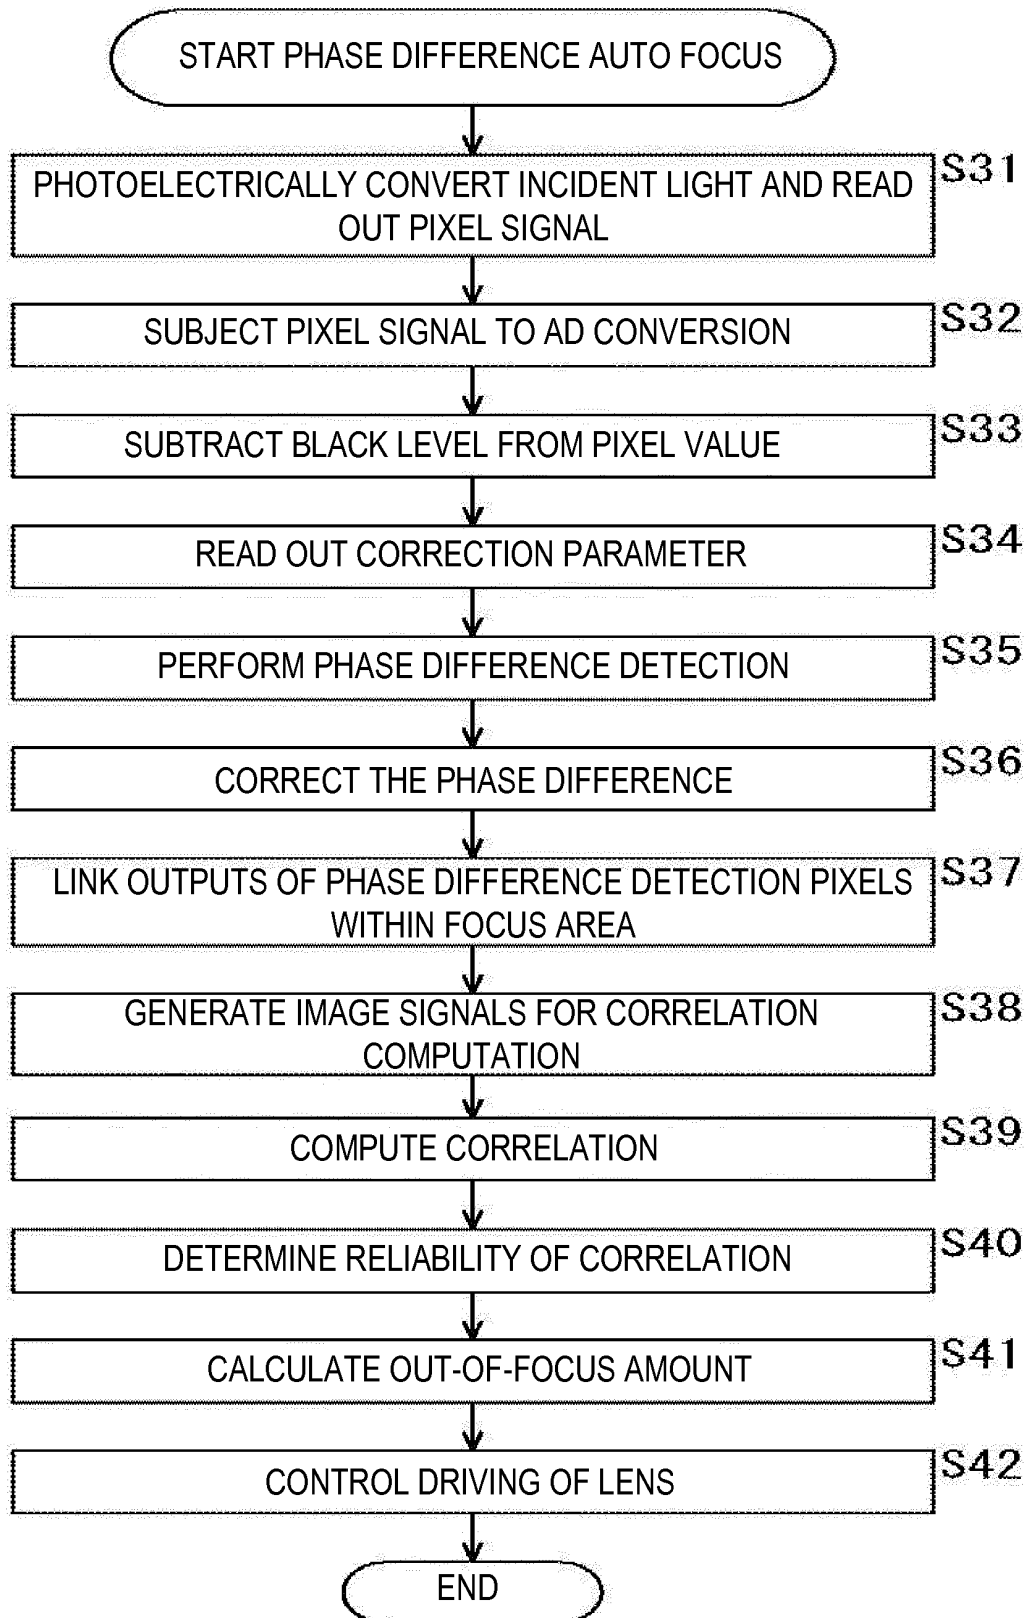 START PHASE DIFFERENCE AUTO FOCUS
S31
PHOTOELECTRICALLY CONVERT INCIDENT LIGHT AND READ
OUT PIXEL SIGNAL
S32
SUBJECT PIXEL SIGNAL TO AD CONVERSION
S33
SUBTRACT BLACK LEVEL FROM PIXEL VALUE
S34
READ OUT CORRECTION PARAMETER
S35
PERFORM PHASE DIFFERENCE DETECTION
S36
CORRECT THE PHASE DIFFERENCE
S37
LINK OUTPUTS OF PHASE DIFFERENCE DETECTION PIXELS
WITHIN FOCUS AREA
S38
GENERATE IMAGE SIGNALS FOR CORRELATION
COMPUTATION
S39
COMPUTE CORRELATION
S40
DETERMINE RELIABILITY OF CORRELATION
S41
CALCULATE OUT-OF-FOCUS AMOUNT
S42
CONTROL DRIVING OF LENS
END